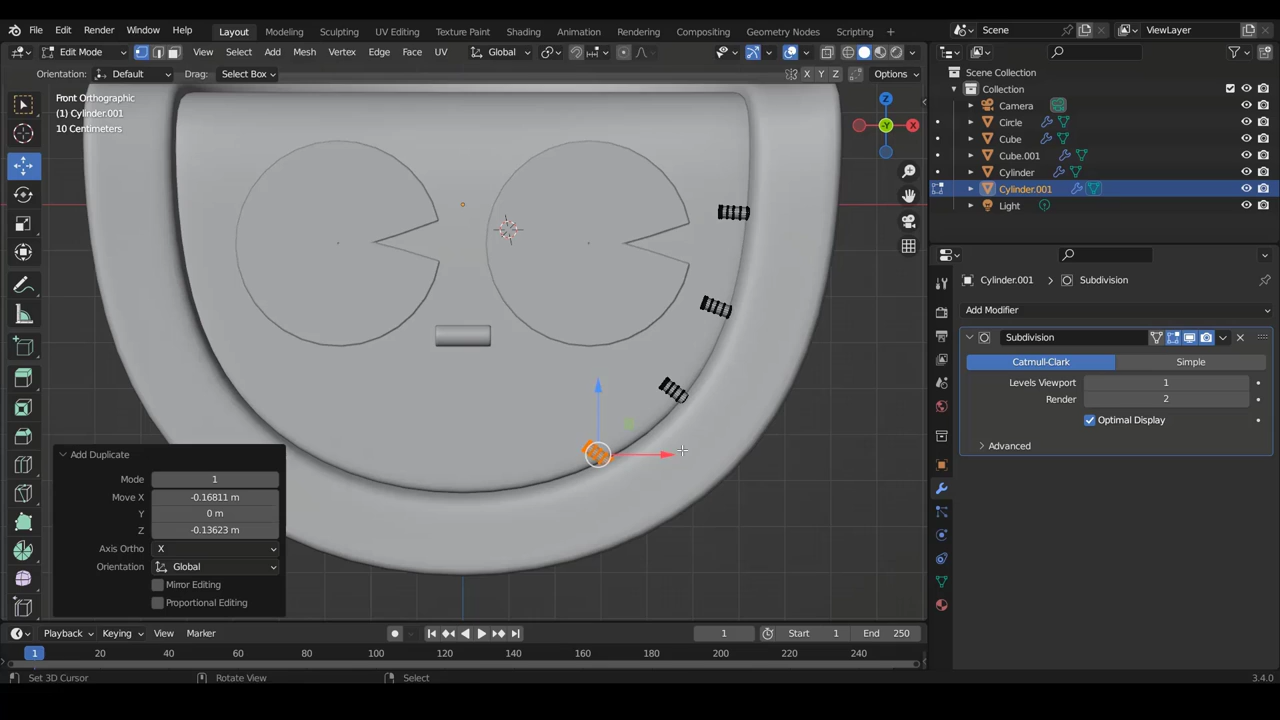 File Edit Render Window Help Layout Modeling Sculpting UV Editing Texture Paint Shading Animation Rendering Compositing Geometry Nodes Scripting Scene ViewLayer
Edit Mode View Select Add Mesh Vertex Edge Face UV Global
Orientation: Default Drag: Select Box X Y Z Options
Front Orthographic
(1) Cylinder.001
10 Centimeters
Z
X
-Y
Add Duplicate
Mode 1
Move X -0.16811 m
Y 0 m
Z -0.13623 m
Axis Ortho X
Orientation Global
Mirror Editing
Proportional Editing
Scene Collection
Collection
Camera
Circle
Cube
Cube.001
Cylinder
Cylinder.001
Light
Cylinder.001 > Subdivision
Add Modifier
Subdivision
Catmull-Clark Simple
Levels Viewport 1
Render 2
Optimal Display
Advanced
Playback Keying View Marker 1 Start 1 End 250
1 20 40 60 80 100 120 140 160 180 200 220 240
Set 3D Cursor Rotate View Select 3.4.0